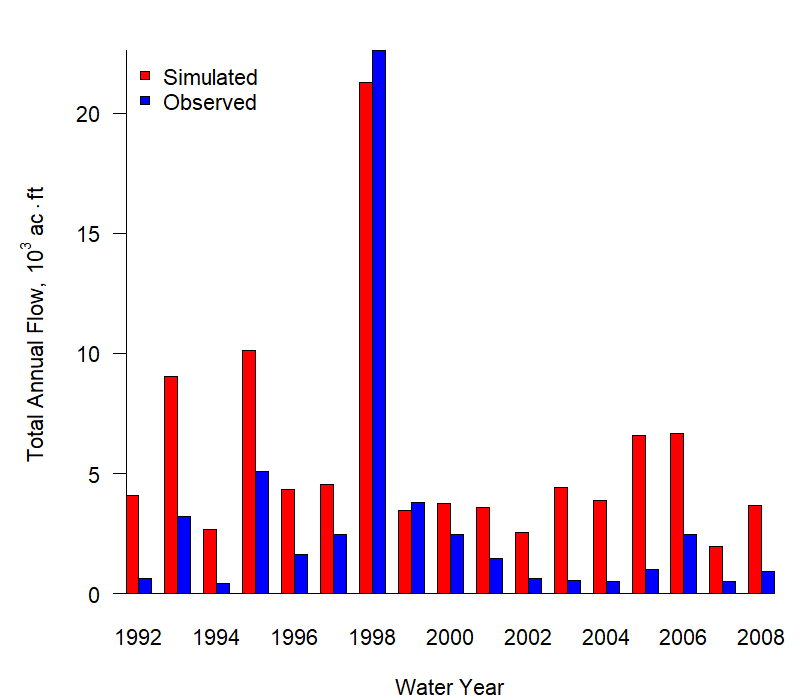 Simulated
Observed
20
15
10
5
0
Total Annual Flow, 10³ ac·ft
1992 1994 1996 1998 2000 2002 2004 2006 2008
Water Year